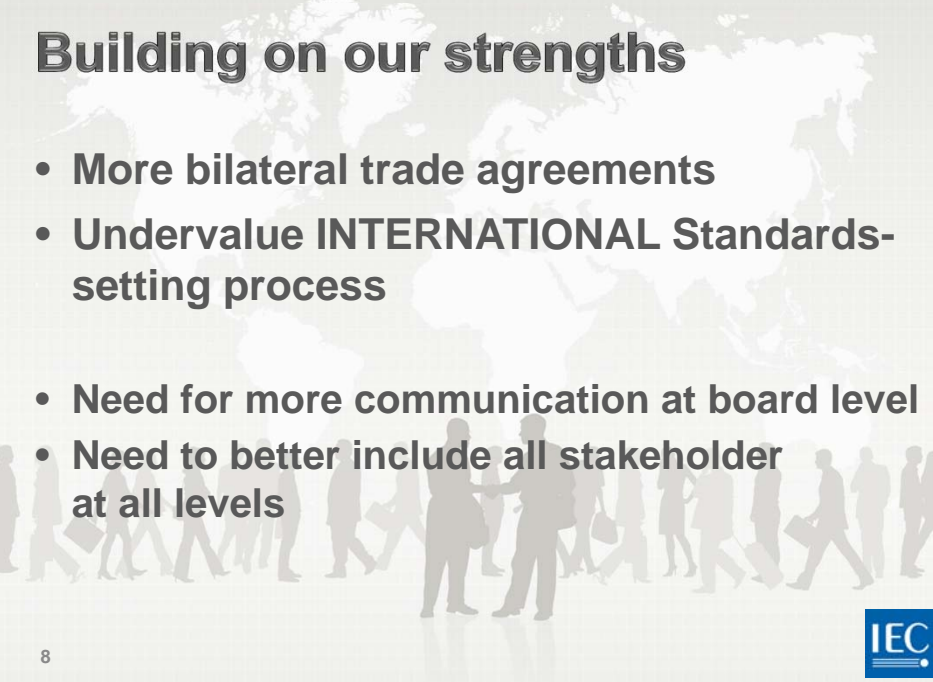 Building on our strengths
• More bilateral trade agreements
• Undervalue INTERNATIONAL Standards-
setting process
• Need for more communication at board level
• Need to better include all stakeholder
at all levels
8
IEC